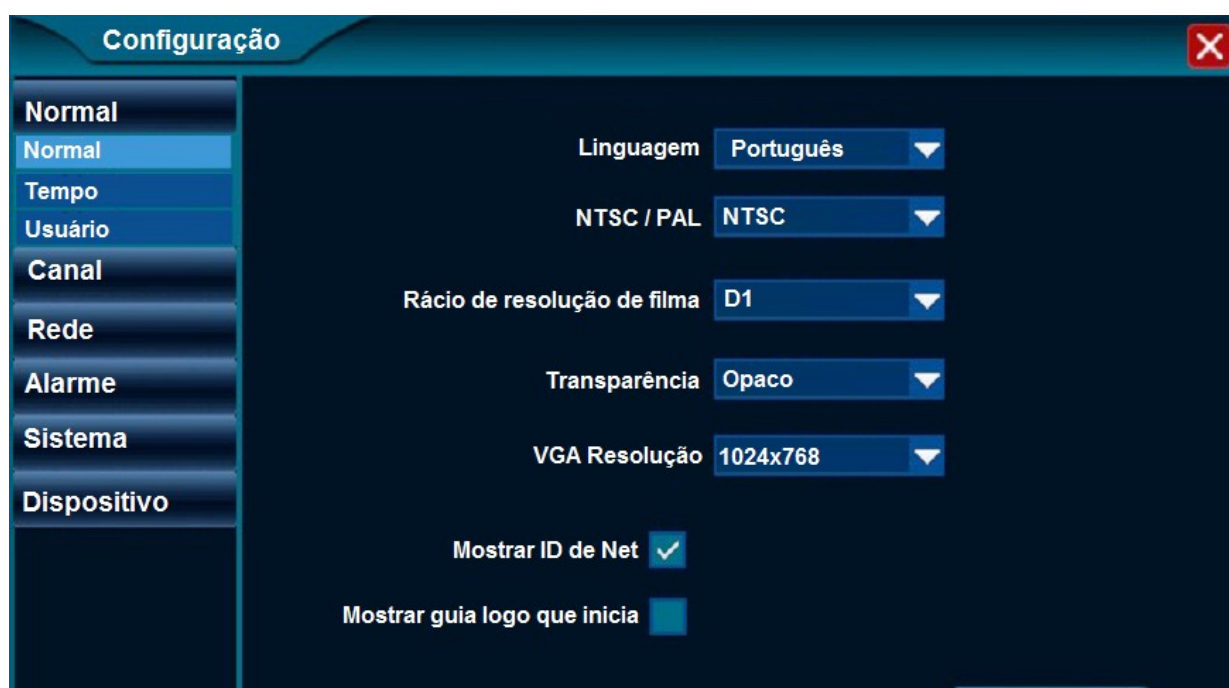 Configuração
Normal
Normal
Tempo
Usuário
Canal
Rede
Alarme
Sistema
Dispositivo
Linguagem Português
NTSC / PAL NTSC
Rácio de resolução de filma D1
Transparência Opaco
VGA Resolução 1024x768
Mostrar ID de Net
Mostrar guia logo que inicia